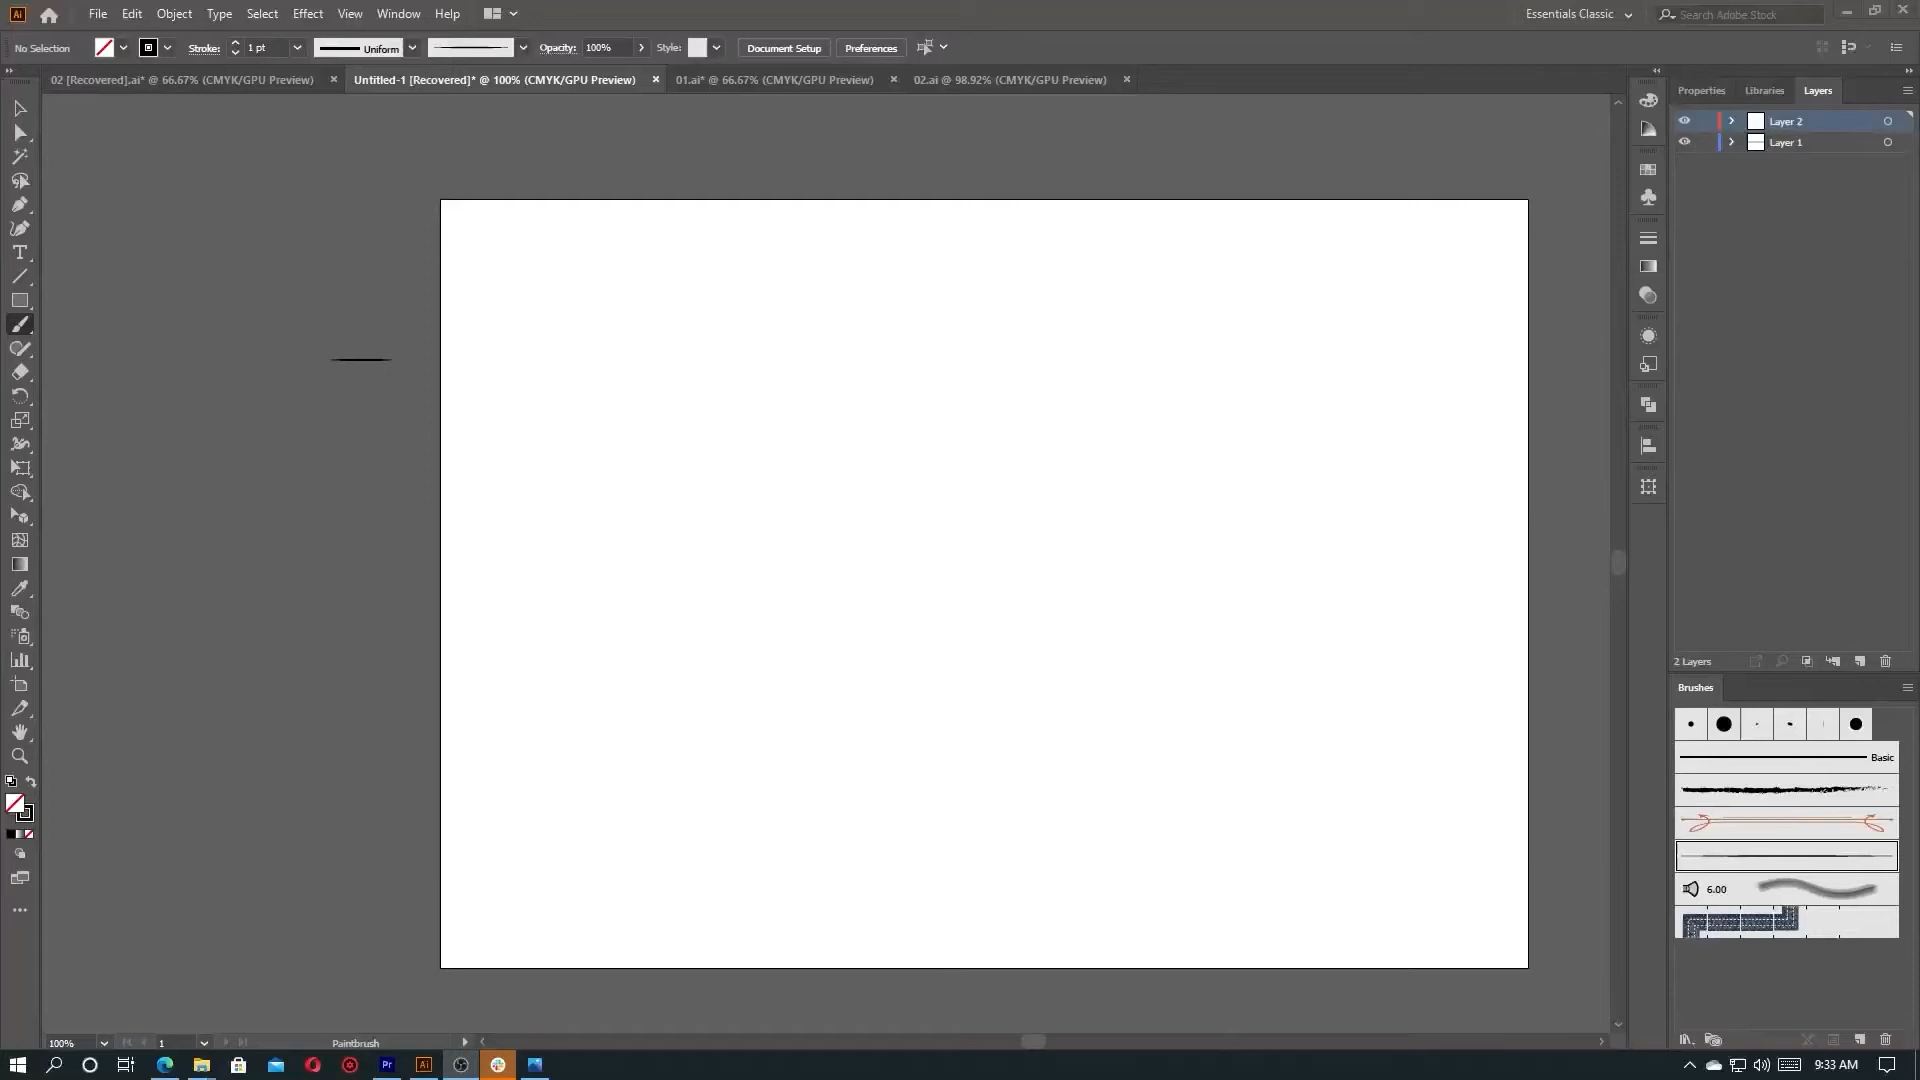 Ai File Edit Object Type Select Effect View Window Help Essentials Classic Search Adobe Stock
No Selection Stroke: 1 pt Uniform Opacity: 100% Style: Document Setup Preferences
02 [Recovered].ai* @ 66.67% (CMYK/GPU Preview) × Untitled-1 [Recovered]* @ 100% (CMYK/GPU Preview) × 01.ai* @ 66.67% (CMYK/GPU Preview) × 02.ai @ 98.92% (CMYK/GPU Preview) ×
Properties Libraries Layers
Layer 2
Layer 1
2 Layers
Brushes
Basic
6.00
100% 1 Paintbrush
Pr Ai 9:33 AM